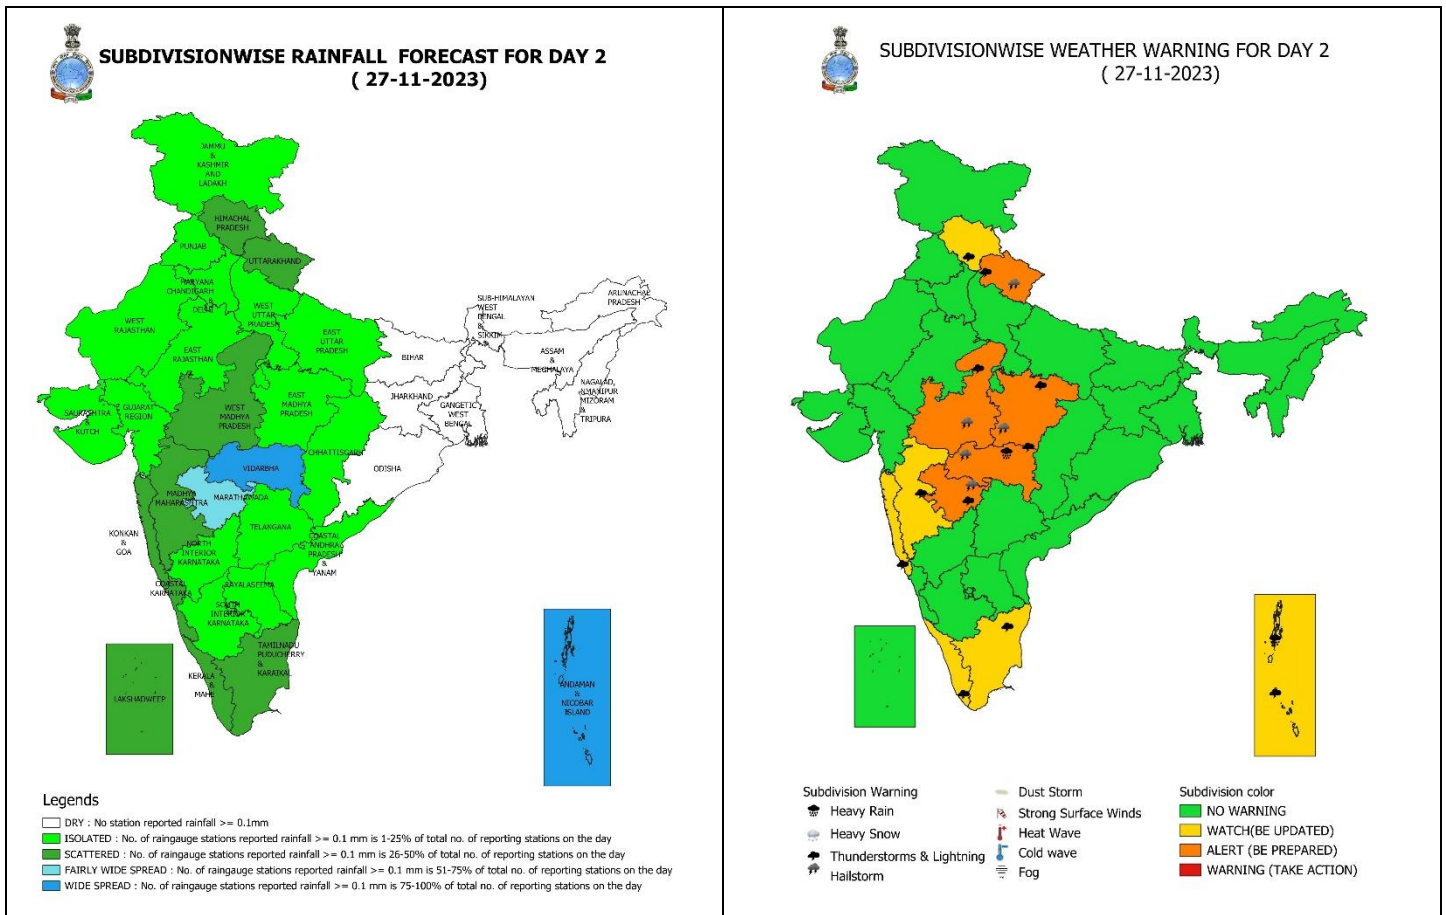 SUBDIVISIONWISE RAINFALL FORECAST FOR DAY 2
( 27-11-2023)
JAMMU
&
KASHMIR
AND
LADAKH
HIMACHAL
PRADESH
PUNJAB
UTTARAKHAND
HARYANA
CHANDIGARH
&
DELHI
WEST
UTTAR
PRADESH
WEST
RAJASTHAN
EAST
RAJASTHAN
EAST
UTTAR
PRADESH
SUB-HIMALAYAN
WEST
BENGAL
&
SIKKIM
ARUNACHAL
PRADESH
BIHAR
ASSAM
&
MEGHALAYA
NAGALAD,
MANIPUR
MIZORAM
&
TRIPURA
JHARKHAND
GANGETIC
WEST
BENGAL
SAURASHTRA
&
KUTCH
GUJARAT
REGION
WEST
MADHYA
PRADESH
EAST
MADHYA
PRADESH
CHHATTISGARH
ODISHA
VIDARBHA
MADHYA
MAHARASHTRA
MARATHAWADA
TELANGANA
KONKAN
&
GOA
NORTH
INTERIOR
KARNATAKA
COASTAL
ANDHRA
PRADESH
&
YANAM
COASTAL
KARNATAKA
RAYALASEEMA
SOUTH
INTERIOR
KARNATAKA
TAMILNADU
PUDUCHERRY
&
KARAIKAL
KERALA
&
MAHE
LAKSHADWEEP
ANDAMAN
&
NICOBAR
ISLAND
Legends
DRY : No station reported rainfall >= 0.1mm
ISOLATED : No. of raingauge stations reported rainfall >= 0.1 mm is 1-25% of total no. of reporting stations on the day
SCATTERED : No. of raingauge stations reported rainfall >= 0.1 mm is 26-50% of total no. of reporting stations on the day
FAIRLY WIDE SPREAD : No. of raingauge stations reported rainfall >= 0.1 mm is 51-75% of total no. of reporting stations on the day
WIDE SPREAD : No. of raingauge stations reported rainfall >= 0.1 mm is 75-100% of total no. of reporting stations on the day
SUBDIVISIONWISE WEATHER WARNING FOR DAY 2
( 27-11-2023)
Subdivision Warning
Heavy Rain
Heavy Snow
Thunderstorms & Lightning
Hailstorm
Dust Storm
Strong Surface Winds
Heat Wave
Cold wave
Fog
Subdivision color
NO WARNING
WATCH(BE UPDATED)
ALERT (BE PREPARED)
WARNING (TAKE ACTION)